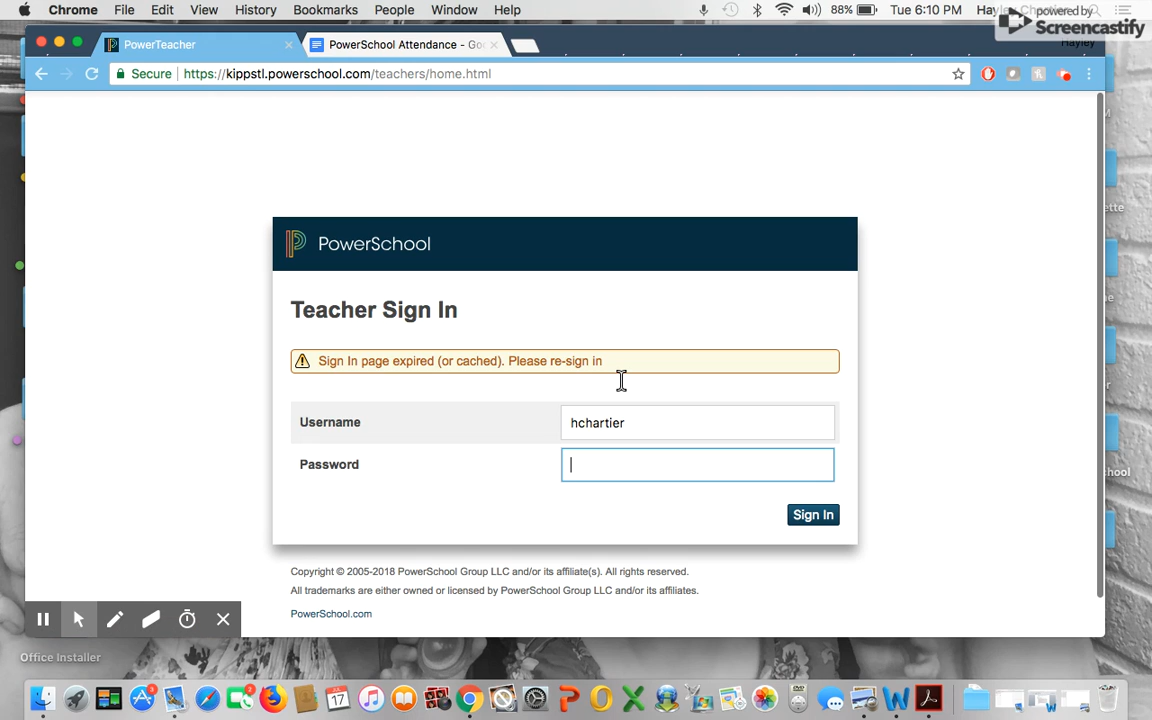 Chrome File Edit View History Bookmarks People Window Help 88% Tue 6:10 PM
powered by
Screencastify
PowerTeacher PowerSchool Attendance - Goo Hayley
Secure https://kippstl.powerschool.com/teachers/home.html
PowerSchool
Teacher Sign In
Sign In page expired (or cached). Please re-sign in
Username hchartier
Password
Sign In
Copyright © 2005-2018 PowerSchool Group LLC and/or its affiliate(s). All rights reserved.
All trademarks are either owned or licensed by PowerSchool Group LLC and/or its affiliates.
PowerSchool.com
Office Installer
17